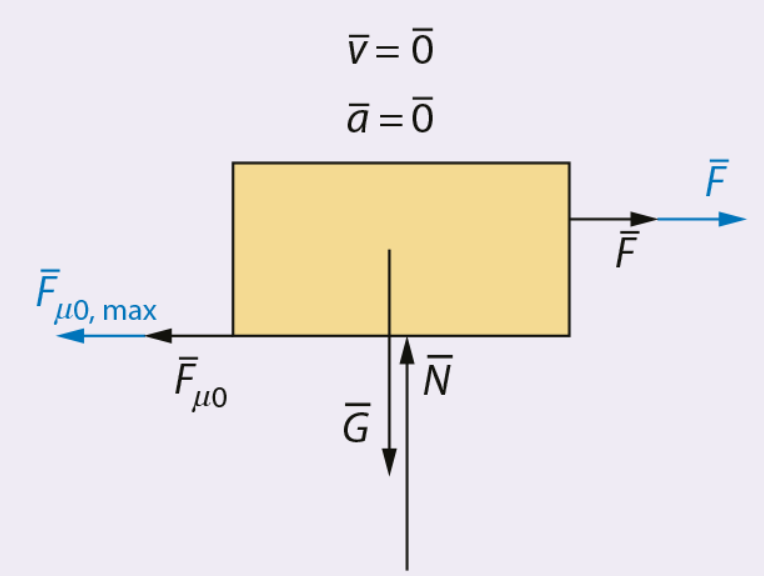 v̅ = 0̅
a̅ = 0̅
F̅
F̅
F̅μ0, max
F̅μ0
N̅
G̅